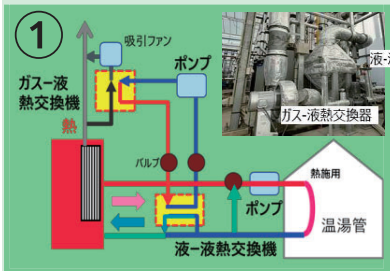 ①
吸引ファン
ポンプ
ガス−液
熱交換機
熱
バルブ
ガス-液熱交換器
熱施用
温湯管
ポンプ
液−液熱交換機